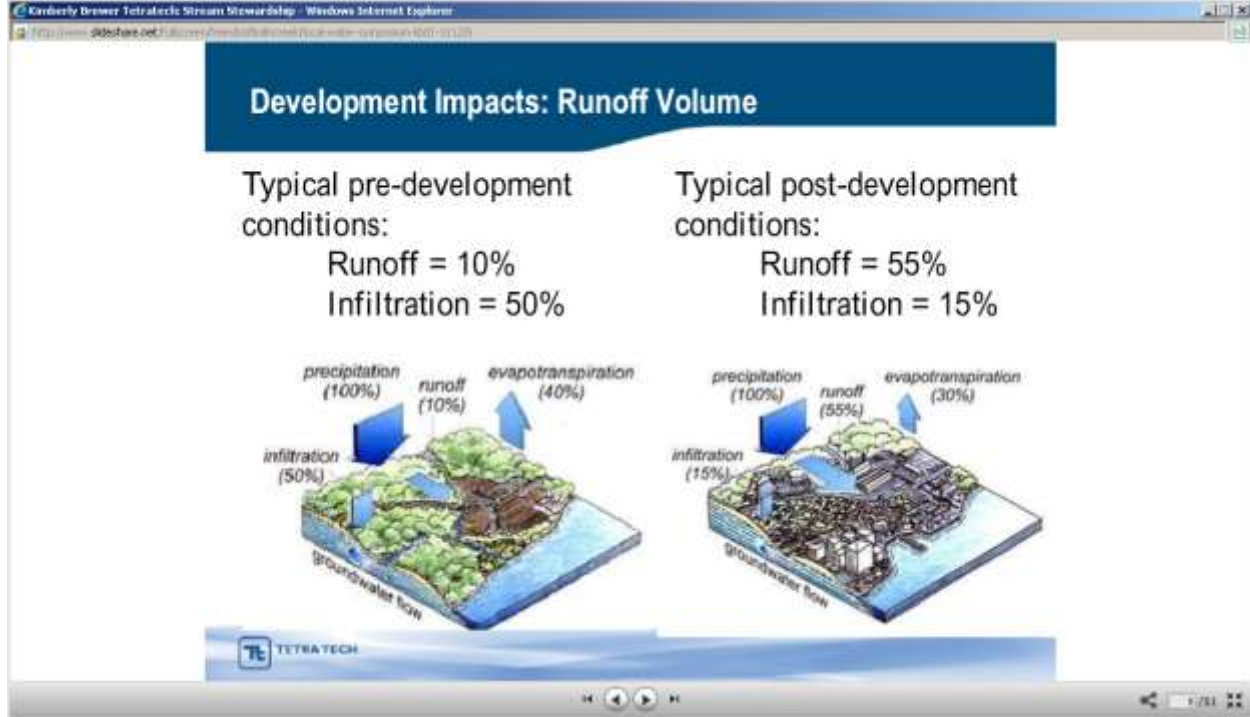 Kimberly Brewer Tetratech Stream Stewardship - Windows Internet Explorer
Development Impacts: Runoff Volume
Typical pre-development
conditions:
Runoff = 10%
Infiltration = 50%
Typical post-development
conditions:
Runoff = 55%
Infiltration = 15%
precipitation
(100%)
runoff
(10%)
evapotranspiration
(40%)
infiltration
(50%)
groundwater flow
precipitation
(100%)
runoff
(55%)
evapotranspiration
(30%)
infiltration
(15%)
groundwater flow
Tt TETRA TECH